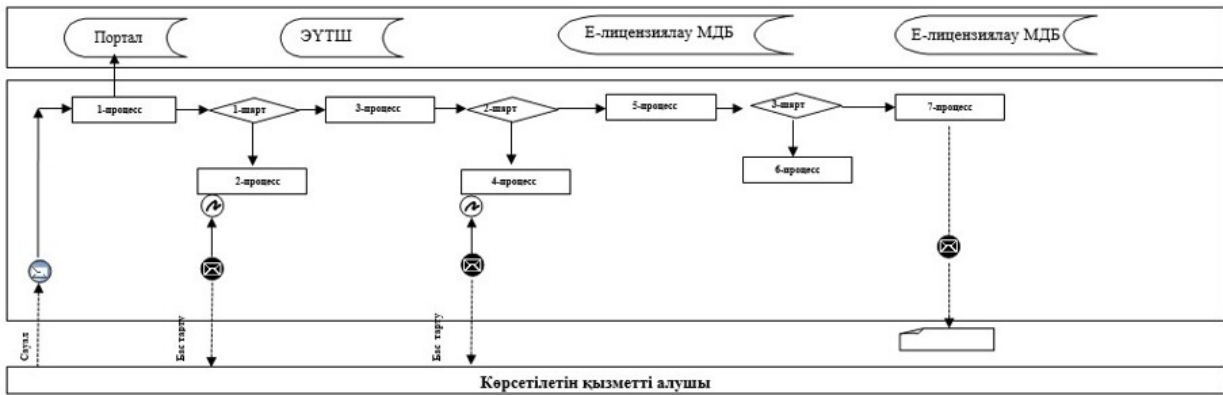 Портал
ЭҮТШ
Е-лицензиялау МДБ
Е-лицензиялау МДБ
1-процесс
1-шарт
3-процесс
2-шарт
5-процесс
3-шарт
7-процесс
2-процесс
4-процесс
6-процесс
Сауал
Бас тарту
Бас тарту
Көрсетілетін қызметті алушы